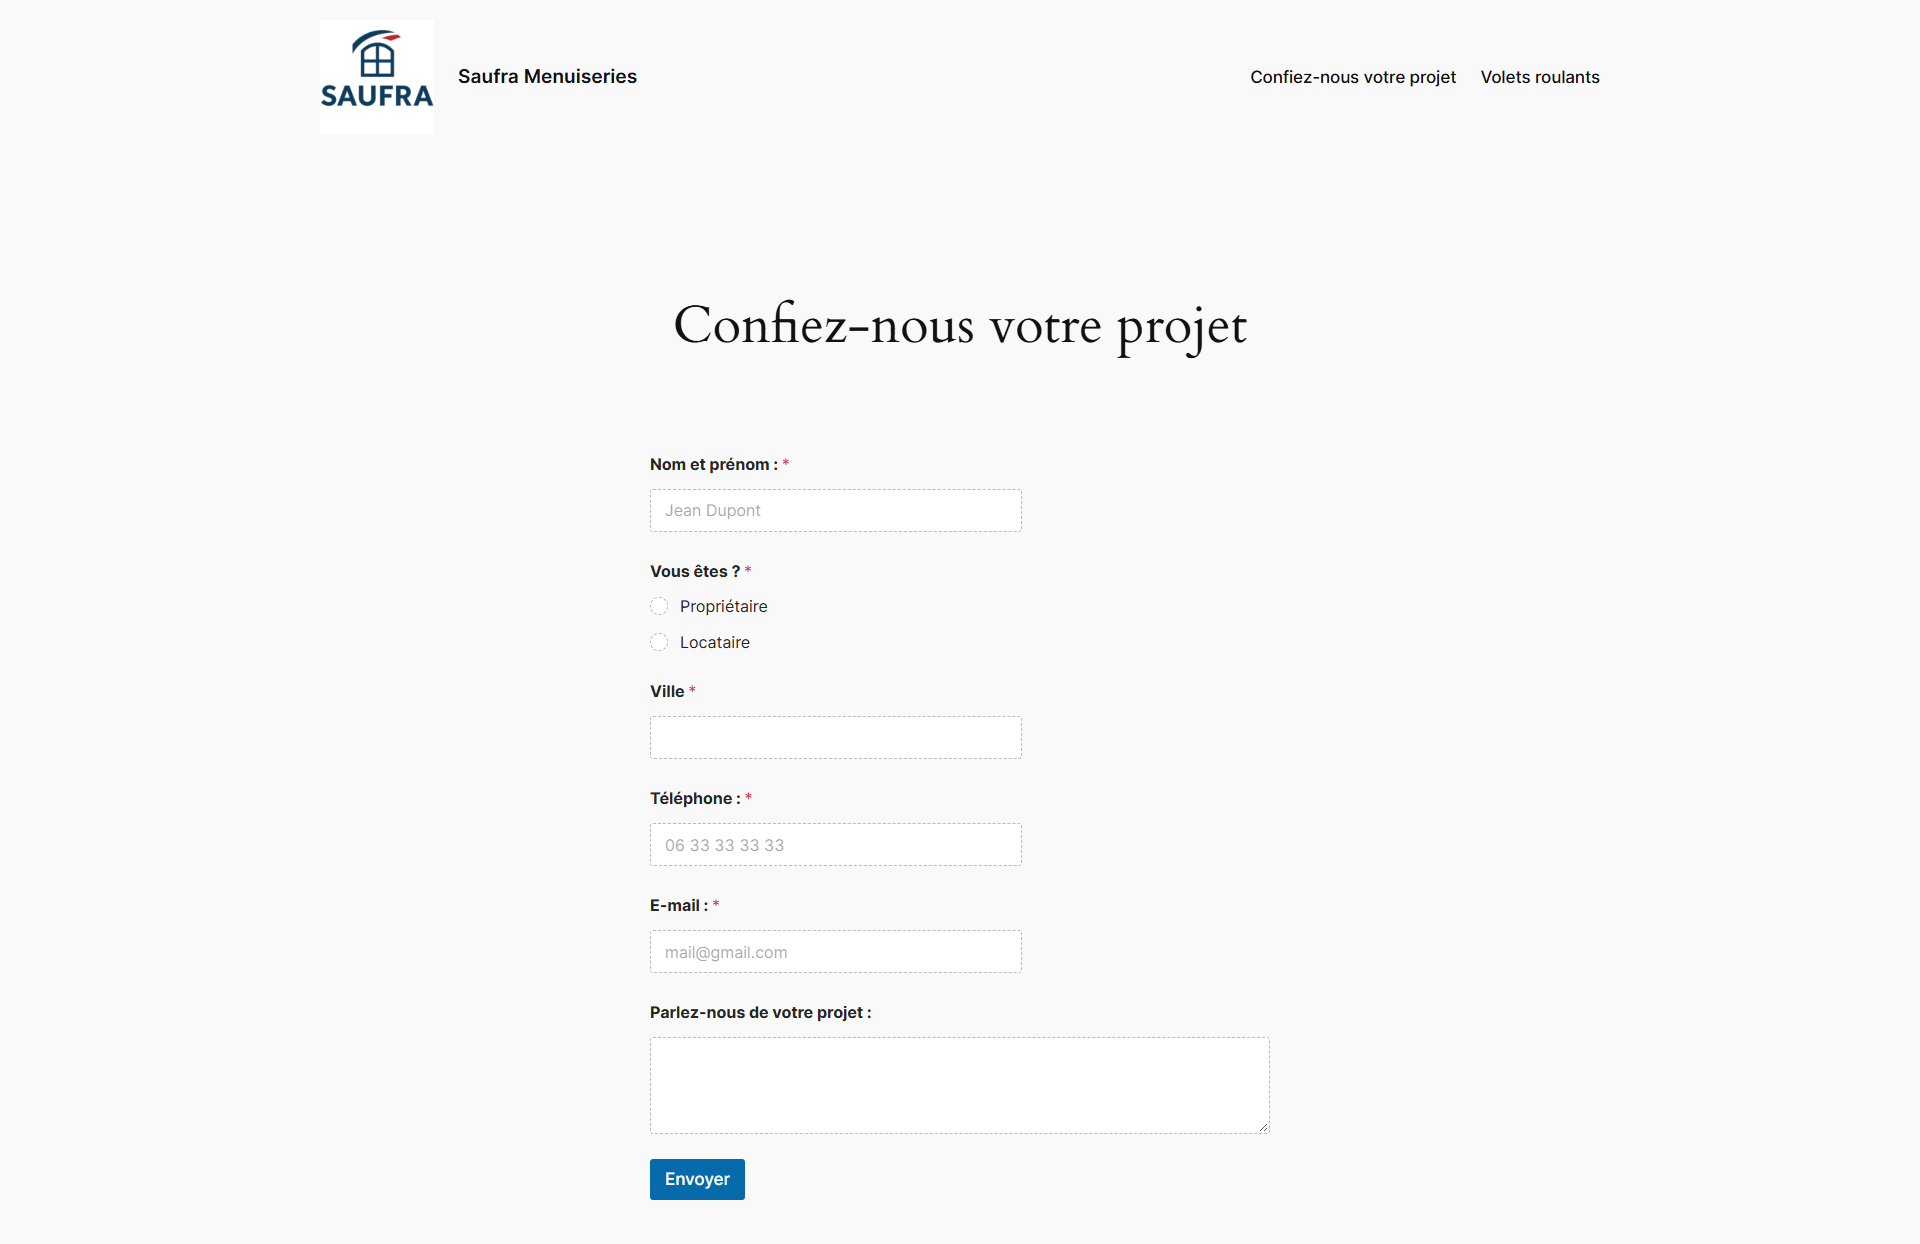 SAUFRA
Saufra Menuiseries
Confiez-nous votre projet
Volets roulants
Confiez-nous votre projet
Nom et prénom : *
Jean Dupont
Vous êtes ? *
Propriétaire
Locataire
Ville *
Téléphone : *
06 33 33 33 33
E-mail : *
mail@gmail.com
Parlez-nous de votre projet :
Envoyer